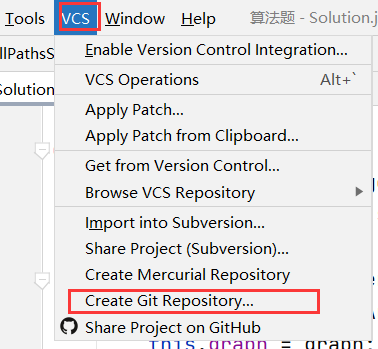 Tools VCS Window Help 算法题 - Solution.j
llPathsS
Solution
Enable Version Control Integration...
VCS Operations Alt+`
Apply Patch...
Apply Patch from Clipboard...
Get from Version Control...
Browse VCS Repository
Import into Subversion...
Share Project (Subversion)...
Create Mercurial Repository
Create Git Repository...
Share Project on GitHub
this.graph = graph;